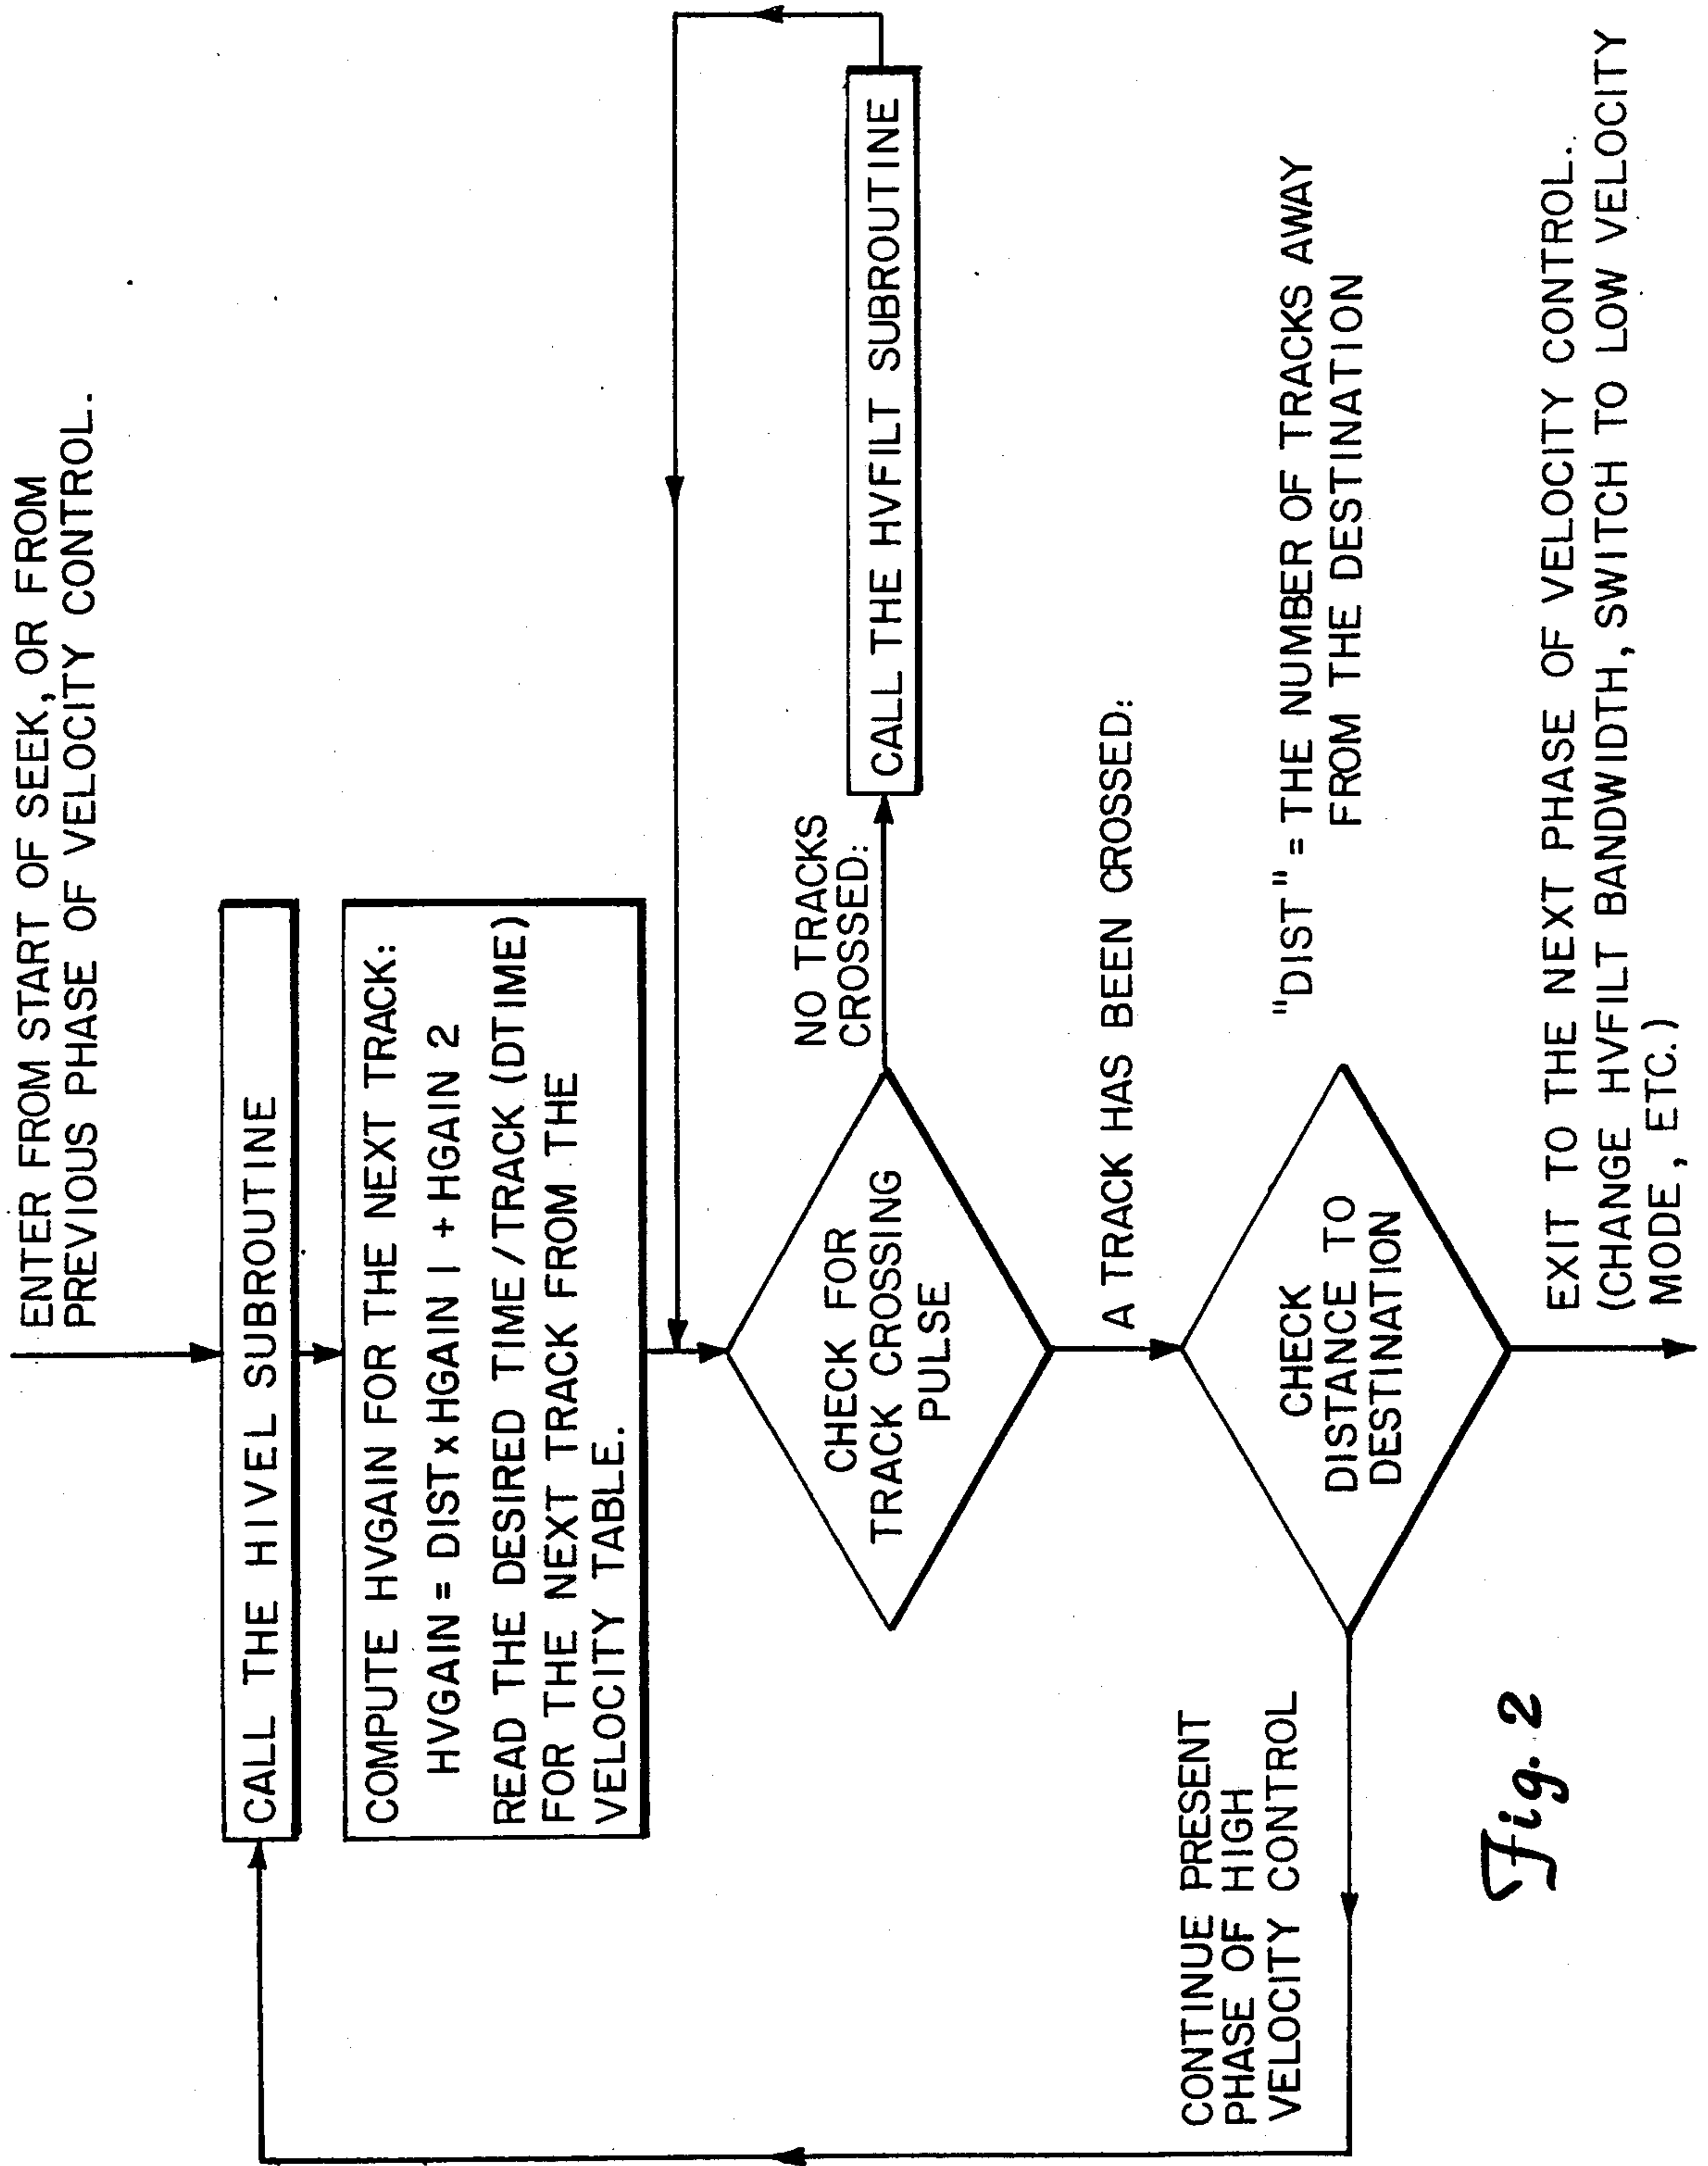 ENTER FROM START OF SEEK, OR FROM
PREVIOUS PHASE OF VELOCITY CONTROL.
CALL THE HIVEL SUBROUTINE
COMPUTE HVGAIN FOR THE NEXT TRACK:
HVGAIN = DIST x HGAIN 1 + HGAIN 2
READ THE DESIRED TIME/TRACK (DTIME)
FOR THE NEXT TRACK FROM THE
VELOCITY TABLE.
CHECK FOR
TRACK CROSSING
PULSE
NO TRACKS
CROSSED:
CALL THE HVFILT SUBROUTINE
A TRACK HAS BEEN CROSSED:
CHECK
DISTANCE TO
DESTINATION
"DIST" = THE NUMBER OF TRACKS AWAY
FROM THE DESTINATION
CONTINUE PRESENT
PHASE OF HIGH
VELOCITY CONTROL
EXIT TO THE NEXT PHASE OF VELOCITY CONTROL.
(CHANGE HVFILT BANDWIDTH, SWITCH TO LOW VELOCITY
MODE, ETC.)
Fig. 2